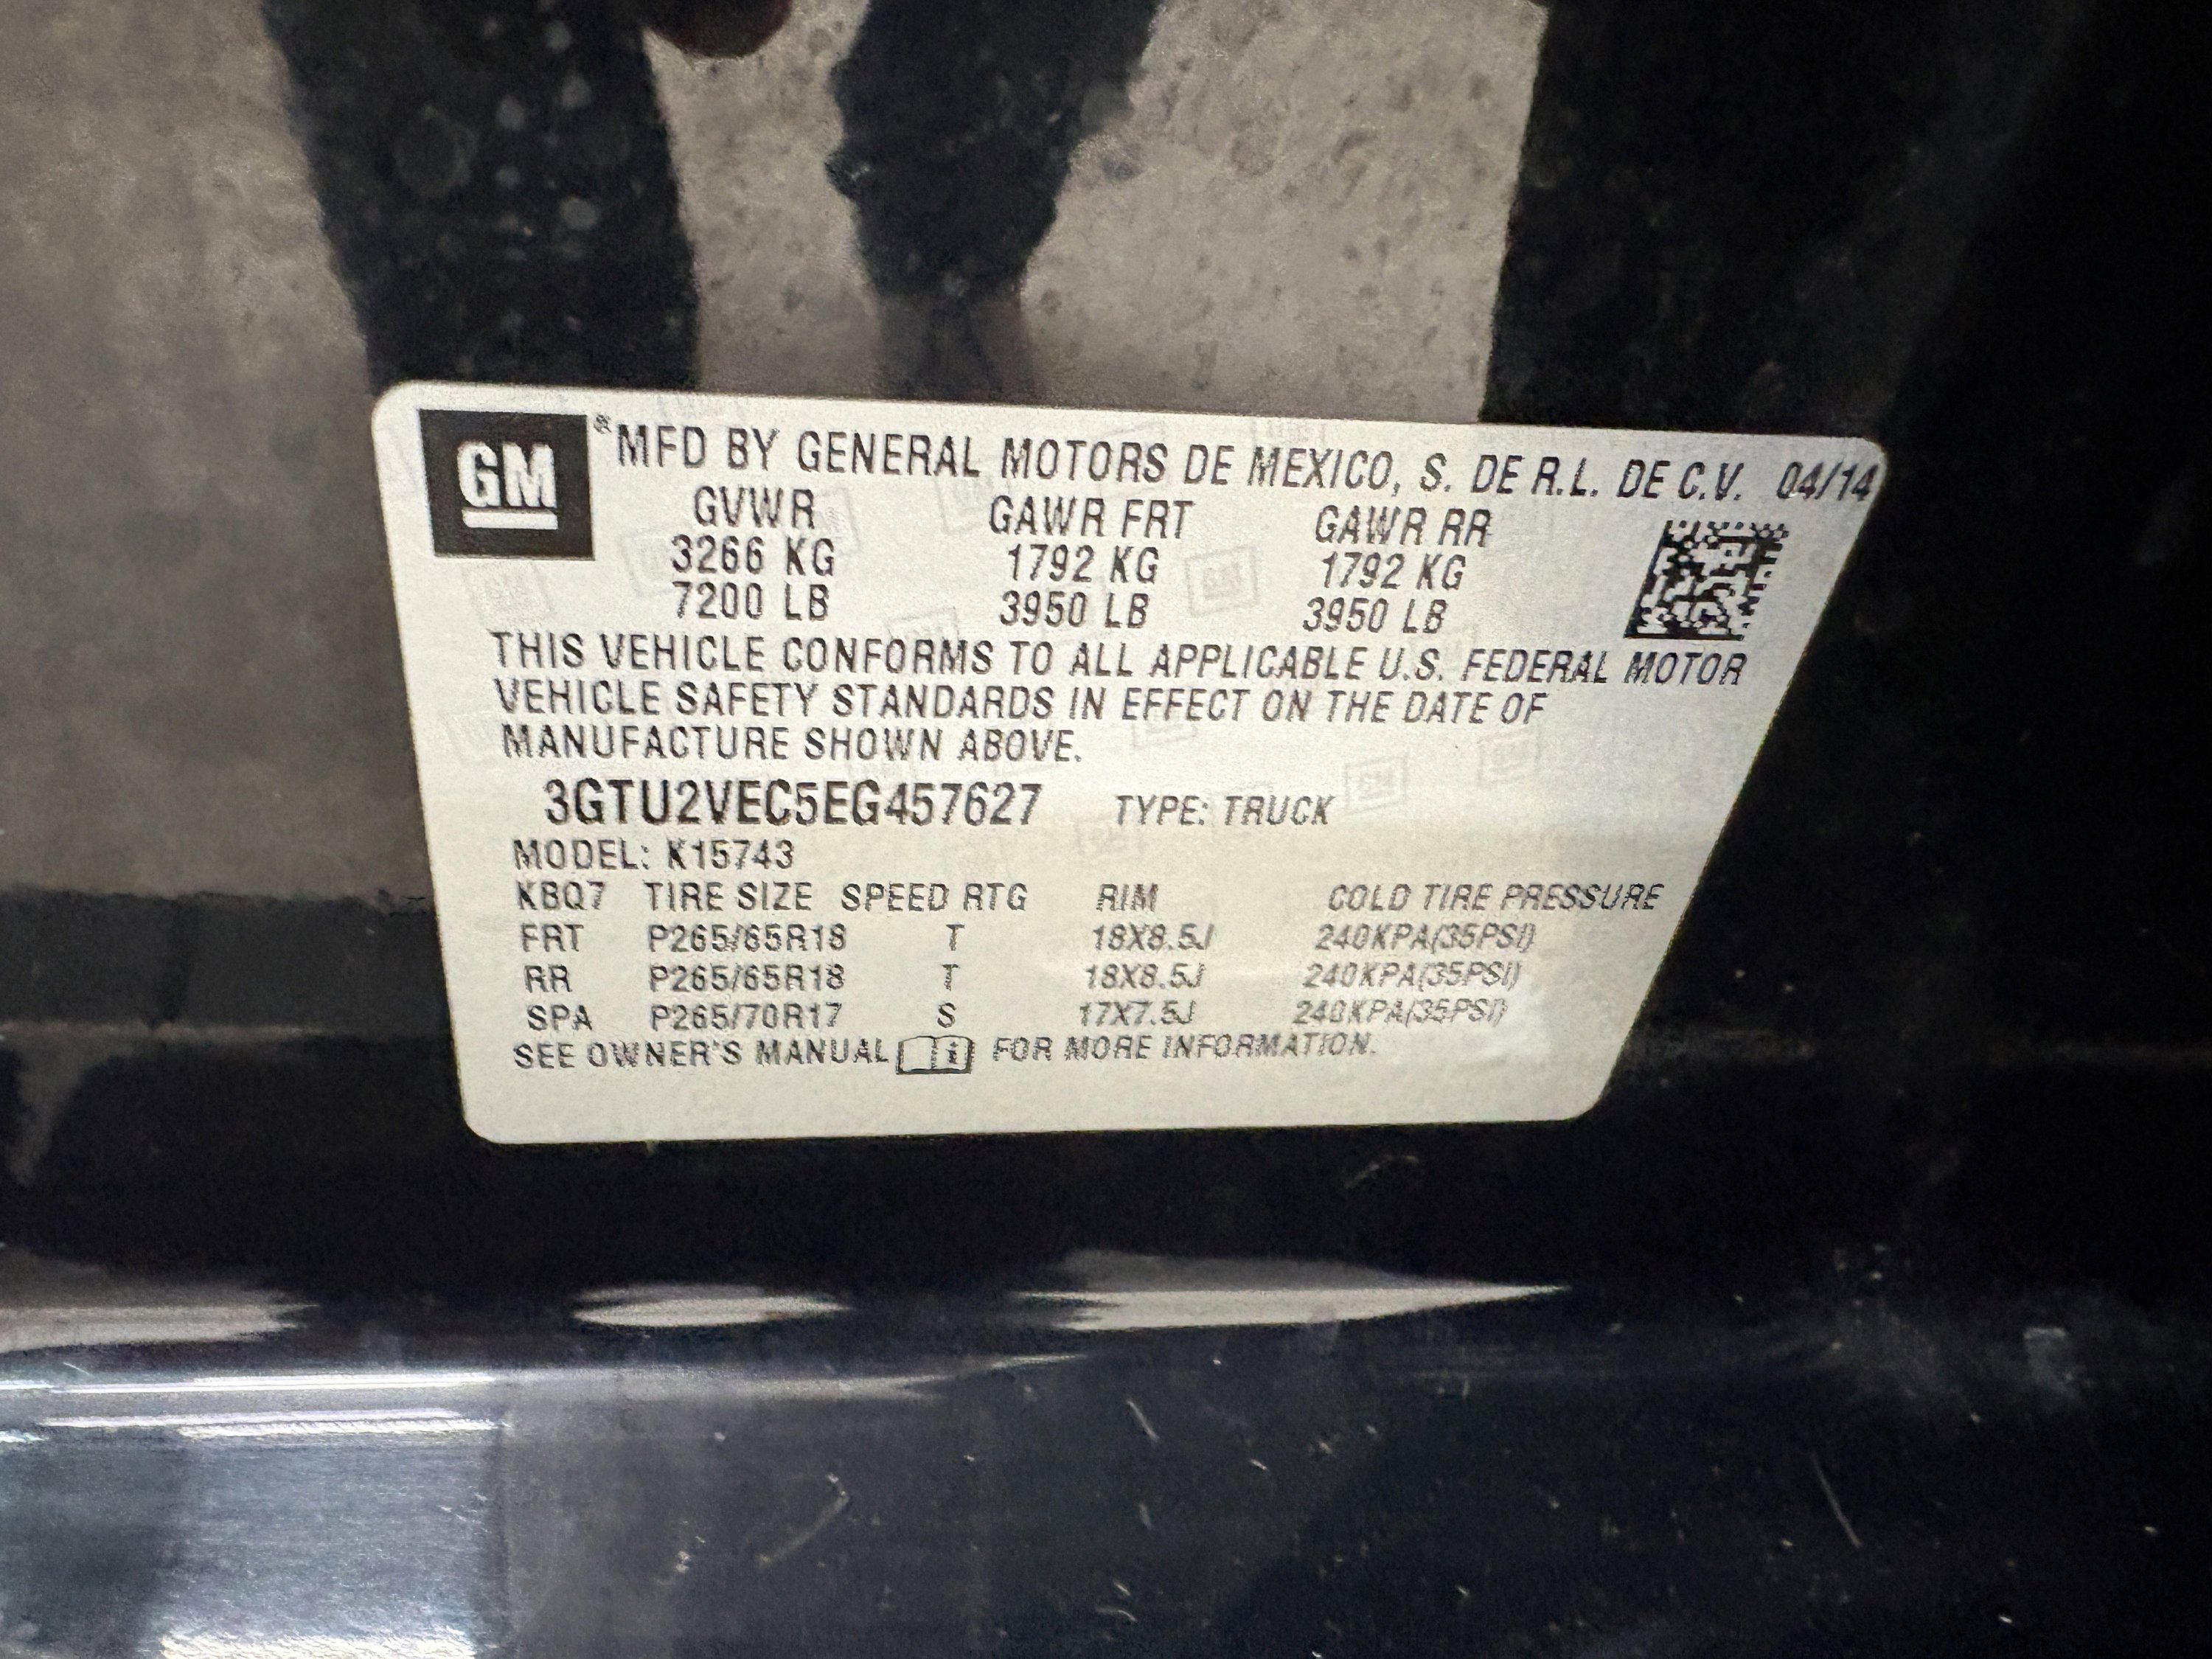 GM ® MFD BY GENERAL MOTORS DE MEXICO, S. DE R.L. DE C.V. 04/14
GVWR GAWR FRT GAWR RR
3266 KG 1792 KG 1792 KG
7200 LB 3950 LB 3950 LB
THIS VEHICLE CONFORMS TO ALL APPLICABLE U.S. FEDERAL MOTOR
VEHICLE SAFETY STANDARDS IN EFFECT ON THE DATE OF
MANUFACTURE SHOWN ABOVE.
3GTU2VEC5EG457627 TYPE: TRUCK
MODEL: K15743
KBQ7 TIRE SIZE SPEED RTG RIM COLD TIRE PRESSURE
FRT P265/65R18 T 18X8.5J 240KPA(35PSI)
RR P265/65R18 T 18X8.5J 240KPA(35PSI)
SPA P265/70R17 S 17X7.5J 240KPA(35PSI)
SEE OWNER'S MANUAL i FOR MORE INFORMATION.